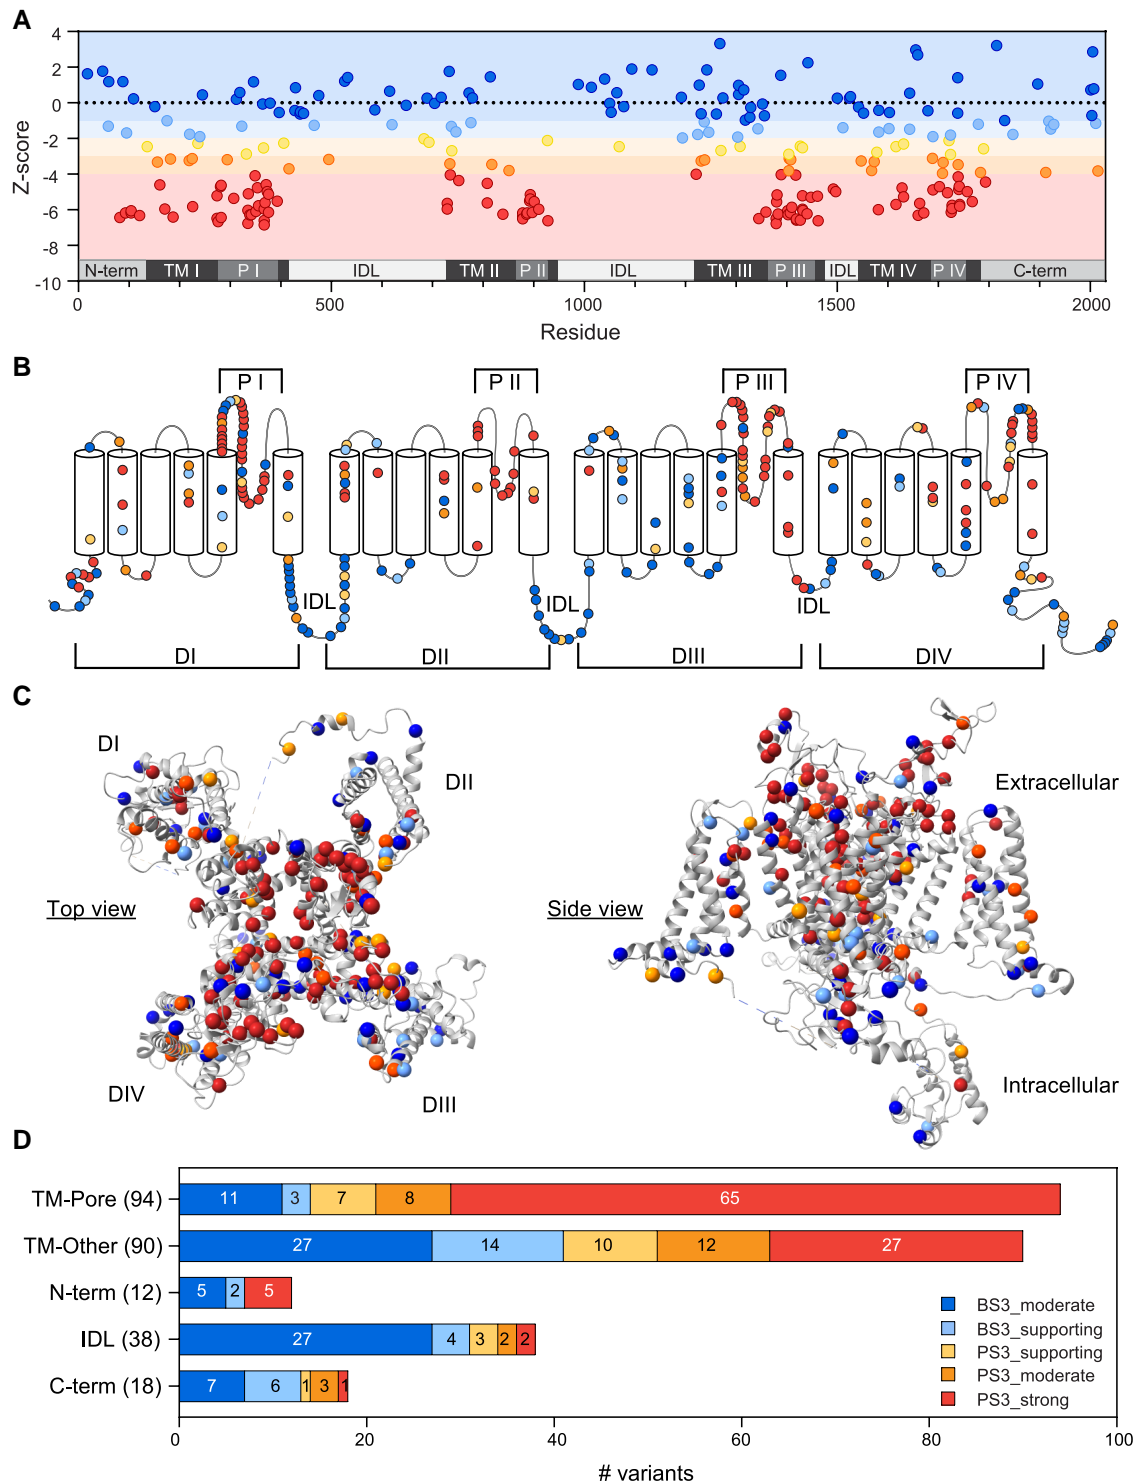 A
4
2
0
-2
-4
-6
-8
-10
Z-score
N-term TM I P I IDL TM II P II IDL TM III P III IDL TM IV P IV C-term
0 500 1000 1500 2000
Residue
B
P I P II P III P IV
IDL IDL IDL
DI DII DIII DIV
C
DI
DII
Top view
DIV
DIII
Extracellular
Side view
Intracellular
D
TM-Pore (94) 11 3 7 8 65
TM-Other (90) 27 14 10 12 27
N-term (12) 5 2 5
IDL (38) 27 4 3 2 2
C-term (18) 7 6 1 3 1
BS3_moderate
BS3_supporting
PS3_supporting
PS3_moderate
PS3_strong
0 20 40 60 80 100
# variants